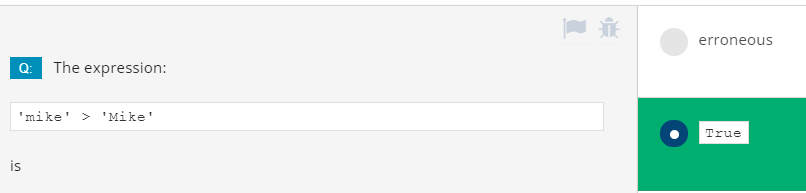 Q: The expression:
'mike' > 'Mike'
is
erroneous
True